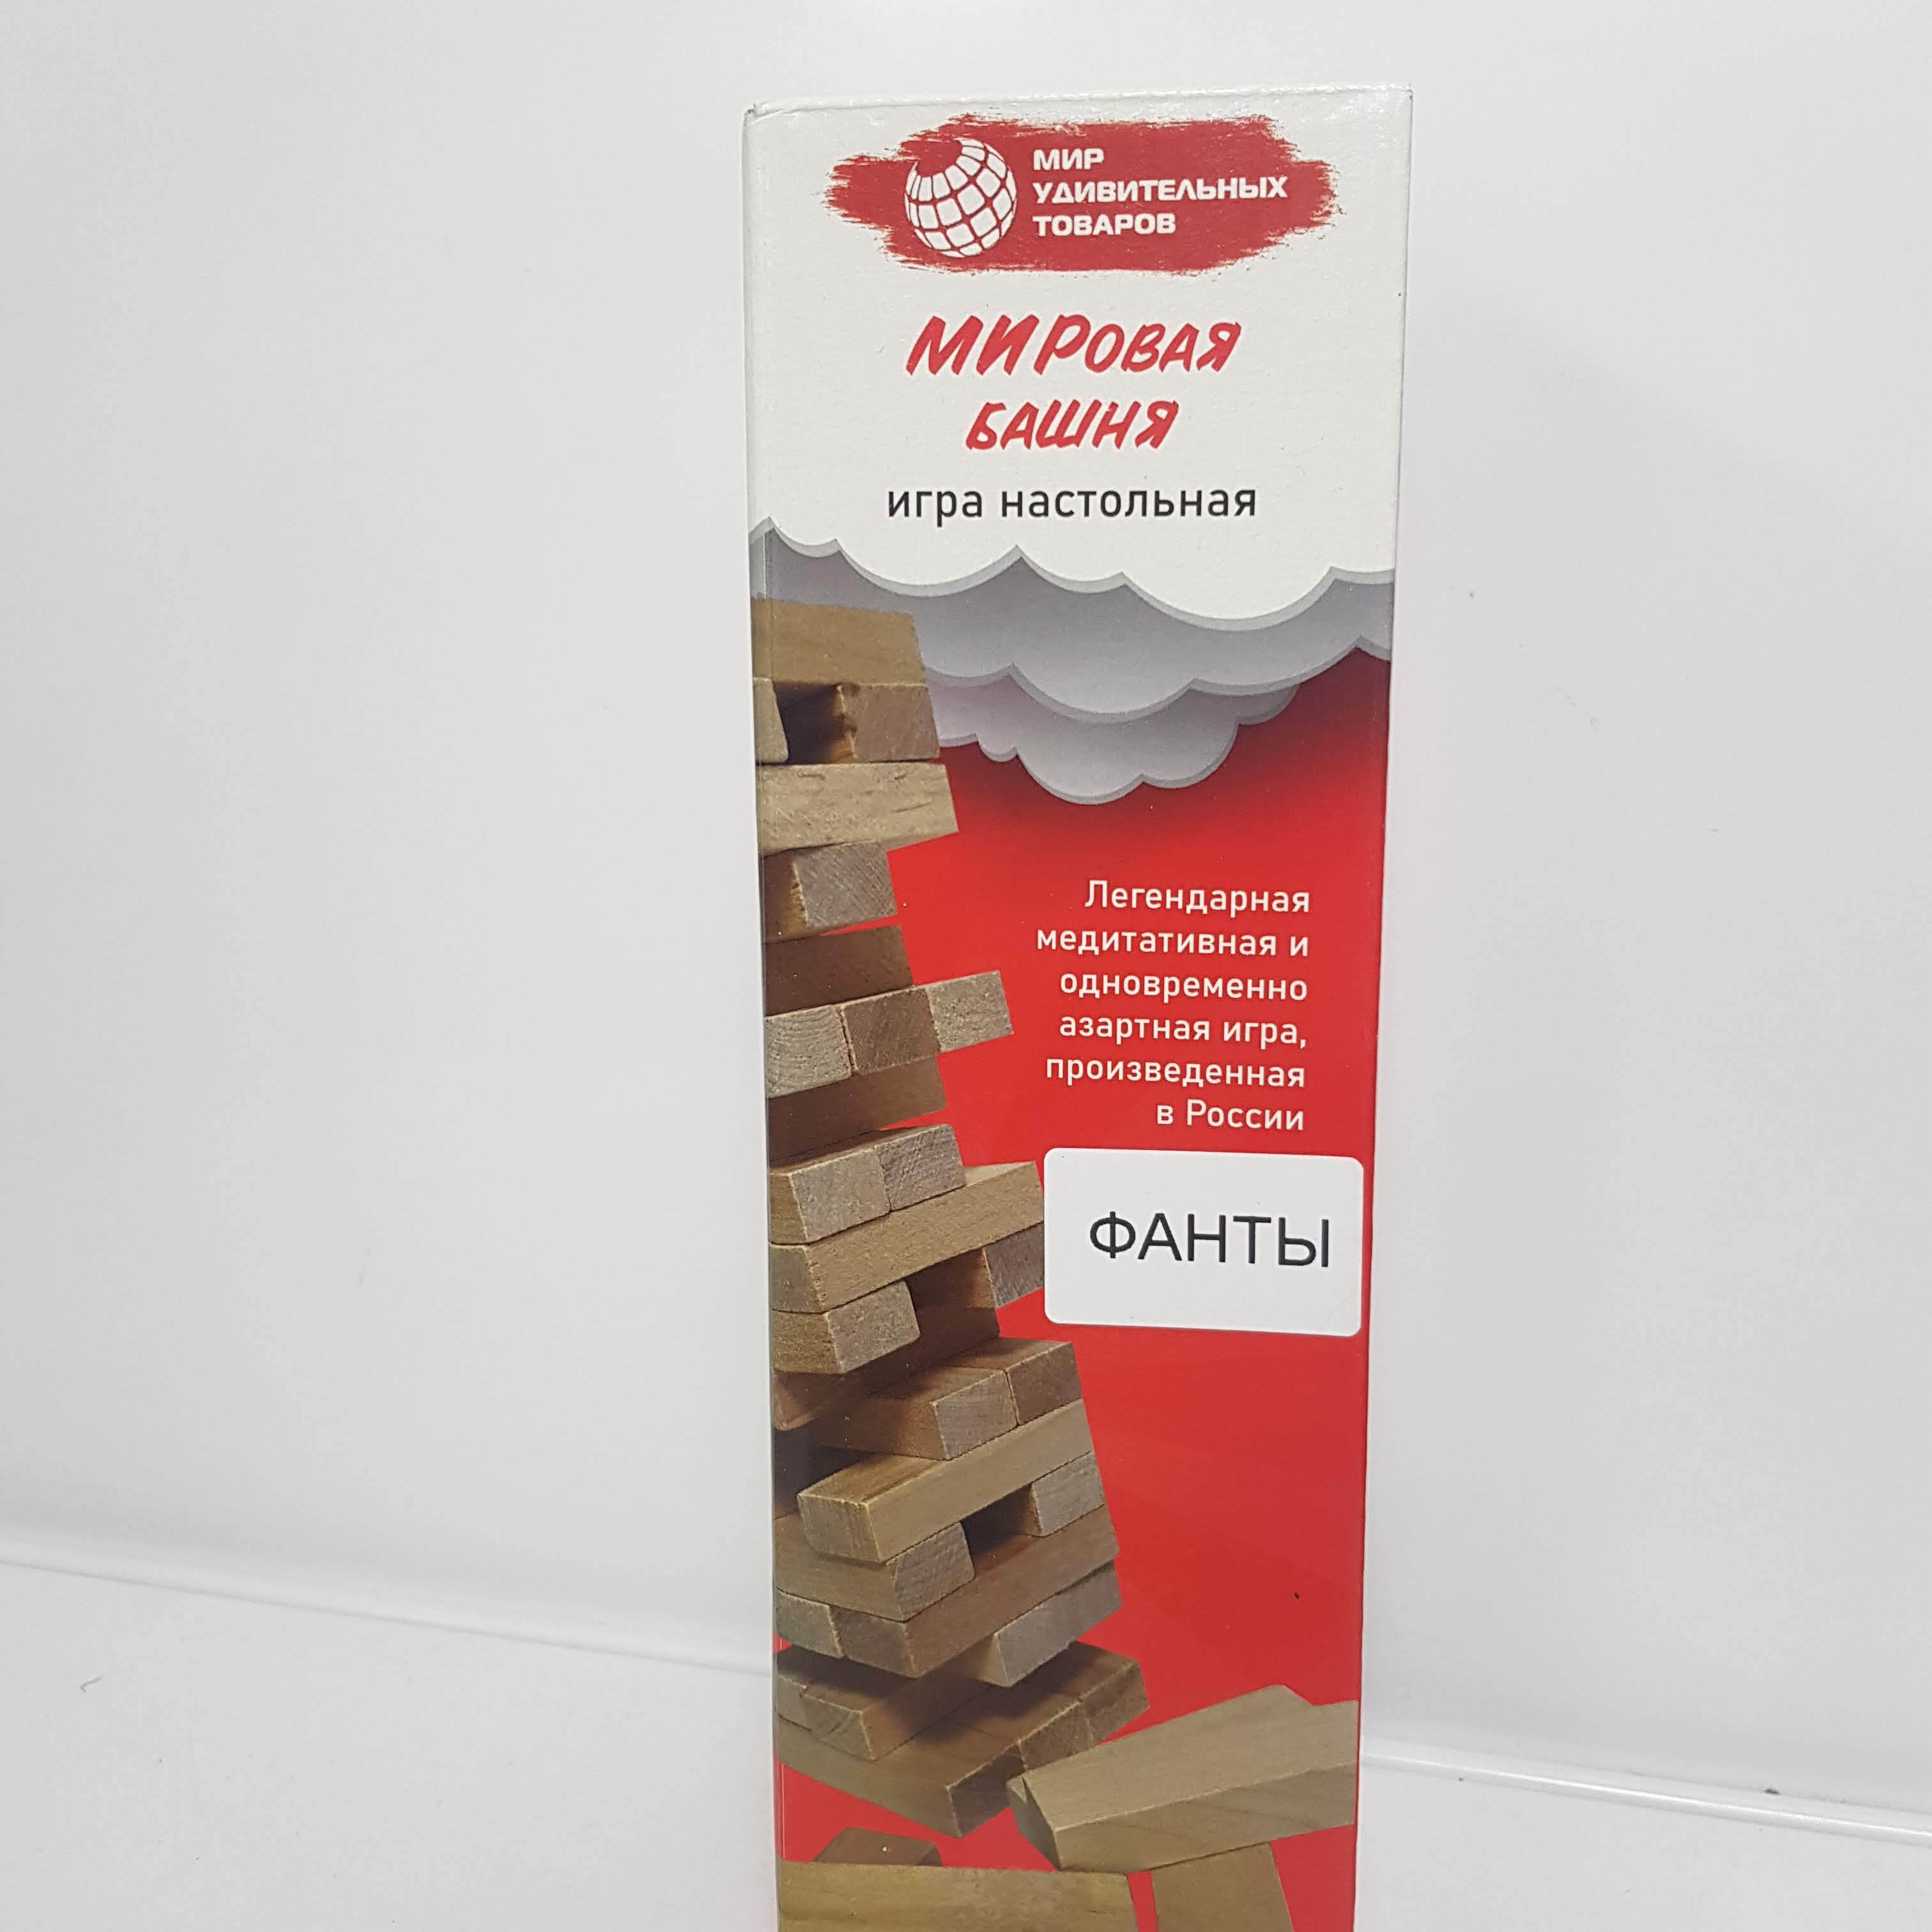 МИР
УДИВИТЕЛЬНЫХ
ТОВАРОВ
МИРОВАЯ
БАШНЯ
игра настольная
Легендарная
медитативная и
одновременно
азартная игра,
произведенная
в России
ФАНТЫ